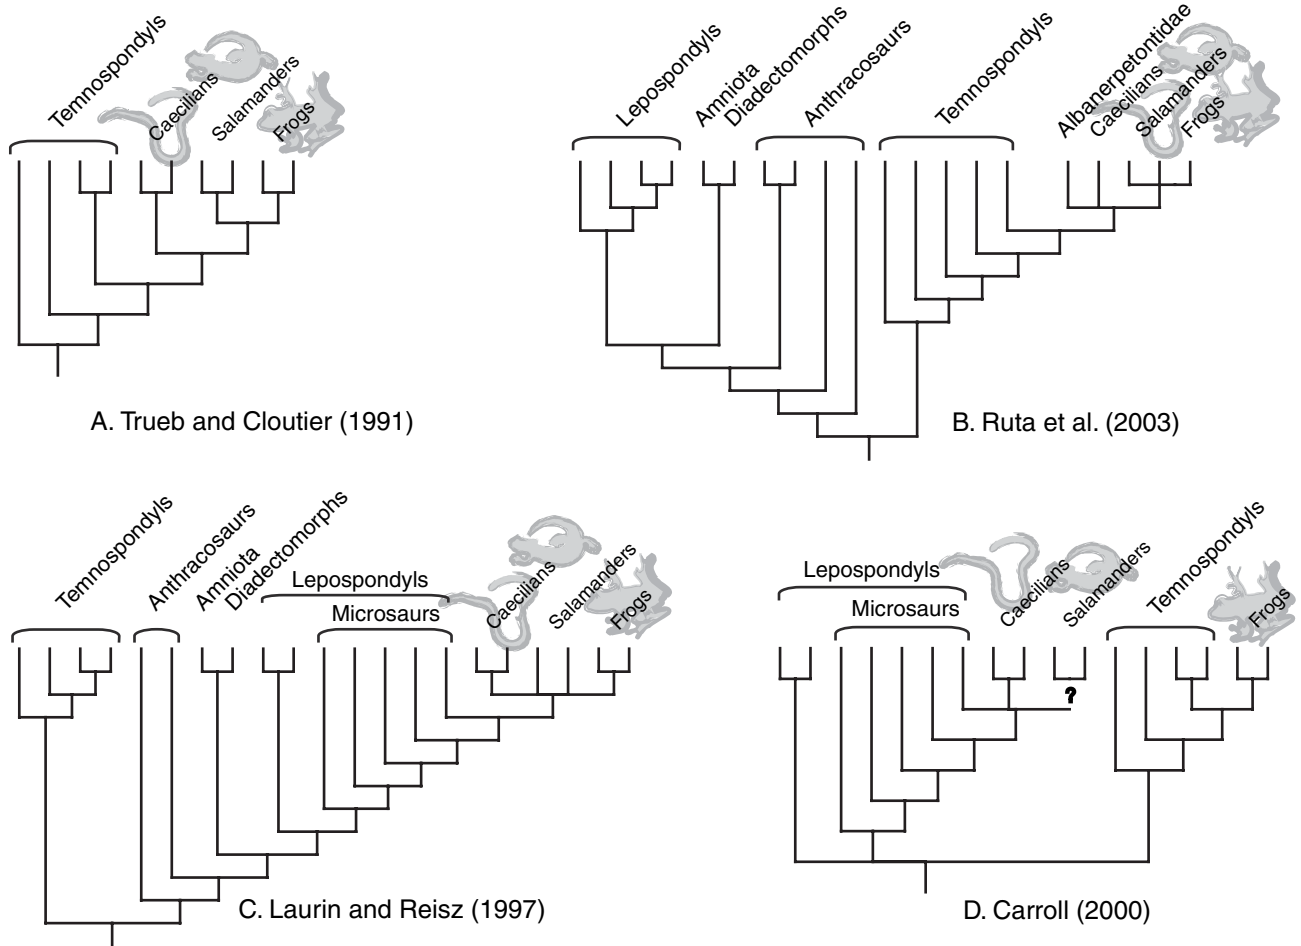 Temnospondyls
Caecilians
Salamanders
Frogs
A. Trueb and Cloutier (1991)
Lepospondyls
Amniota
Diadectomorphs
Anthracosaurs
Temnospondyls
Albanerpetontidae
Caecilians
Salamanders
Frogs
B. Ruta et al. (2003)
Temnospondyls
Anthracosaurs
Amniota
Diadectomorphs
Lepospondyls
Microsaurs
Caecilians
Salamanders
Frogs
C. Laurin and Reisz (1997)
Lepospondyls
Microsaurs
Caecilians
Salamanders
Temnospondyls
Frogs
?
D. Carroll (2000)